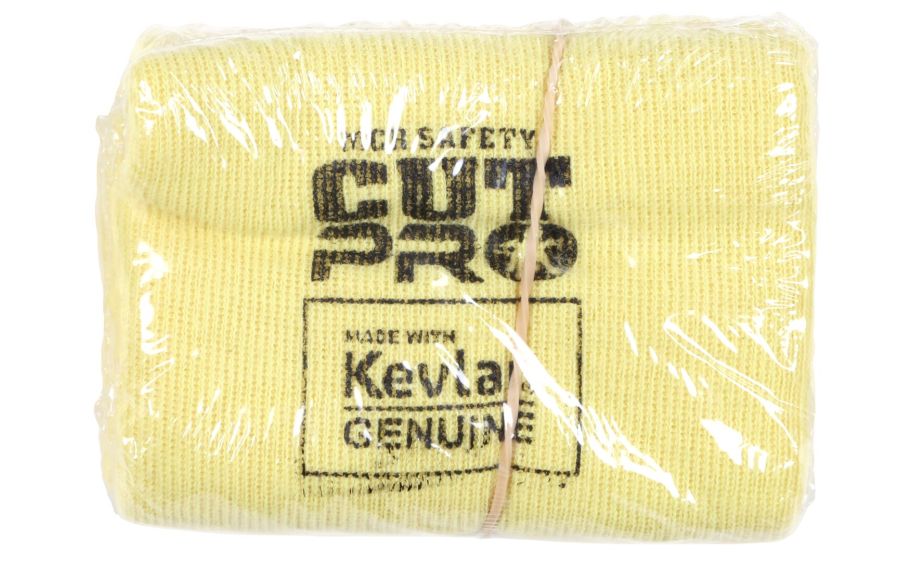 MCR SAFETY
CUT
PRO
MADE WITH
Kevlar
GENUINE